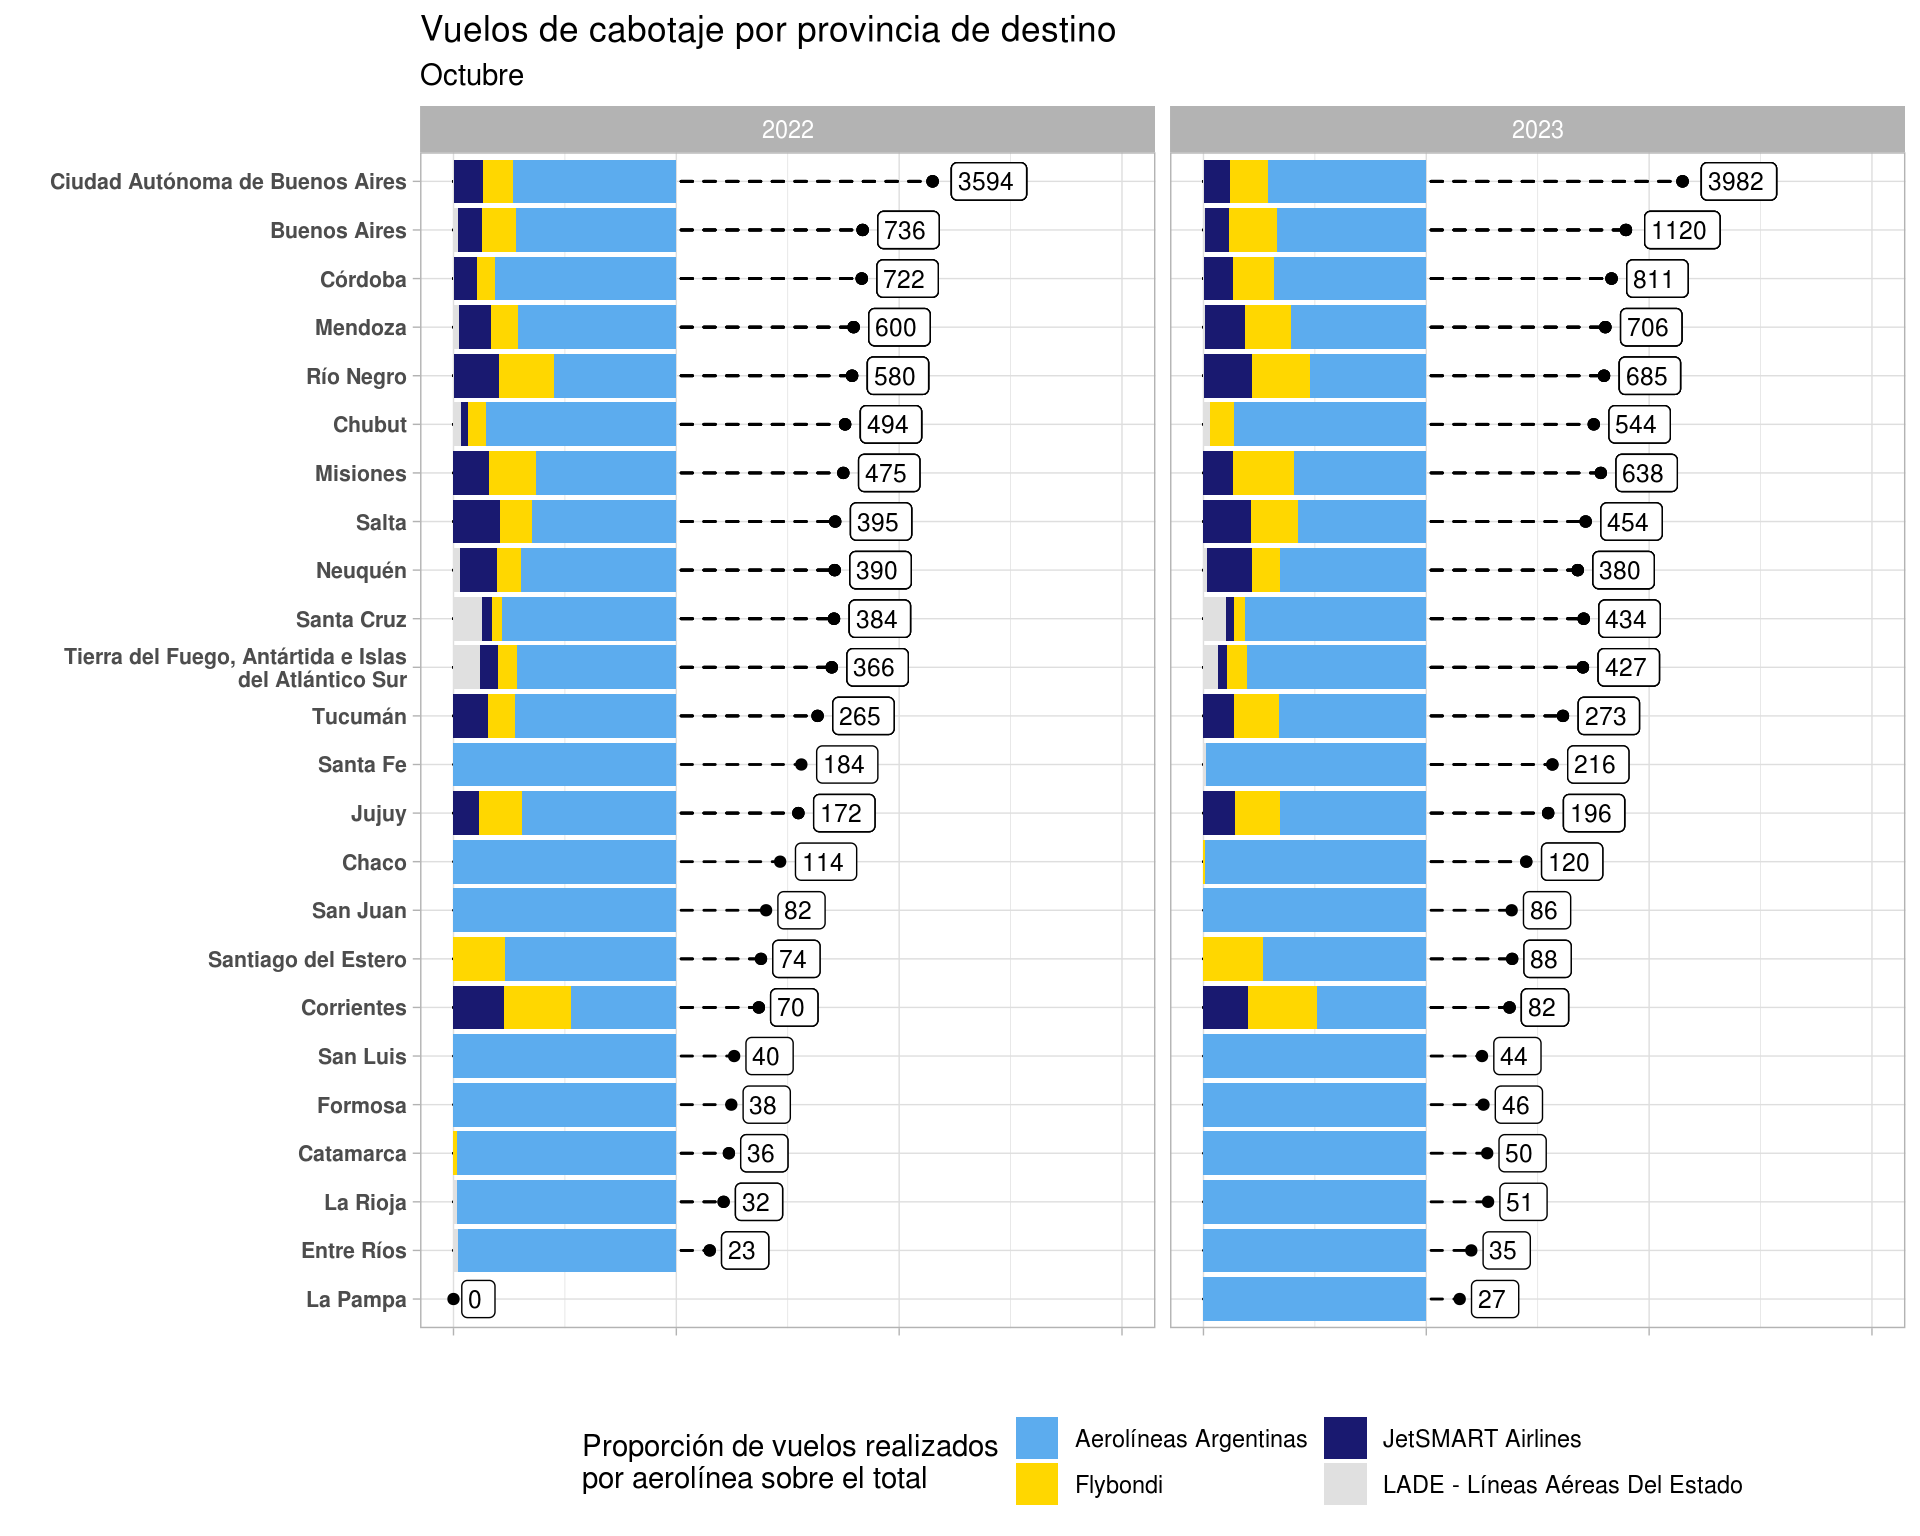 Vuelos de cabotaje por provincia de destino
Octubre
2022 2023
Ciudad Autónoma de Buenos Aires 3594 3982
Buenos Aires 736 1120
Córdoba 722 811
Mendoza 600 706
Río Negro 580 685
Chubut 494 544
Misiones 475 638
Salta 395 454
Neuquén 390 380
Santa Cruz 384 434
Tierra del Fuego, Antártida e Islas
del Atlántico Sur 366 427
Tucumán 265 273
Santa Fe 184 216
Jujuy 172 196
Chaco 114 120
San Juan 82 86
Santiago del Estero 74 88
Corrientes 70 82
San Luis 40 44
Formosa 38 46
Catamarca 36 50
La Rioja 32 51
Entre Ríos 23 35
La Pampa 0 27
Proporción de vuelos realizados
por aerolínea sobre el total
Aerolíneas Argentinas JetSMART Airlines
Flybondi LADE - Líneas Aéreas Del Estado